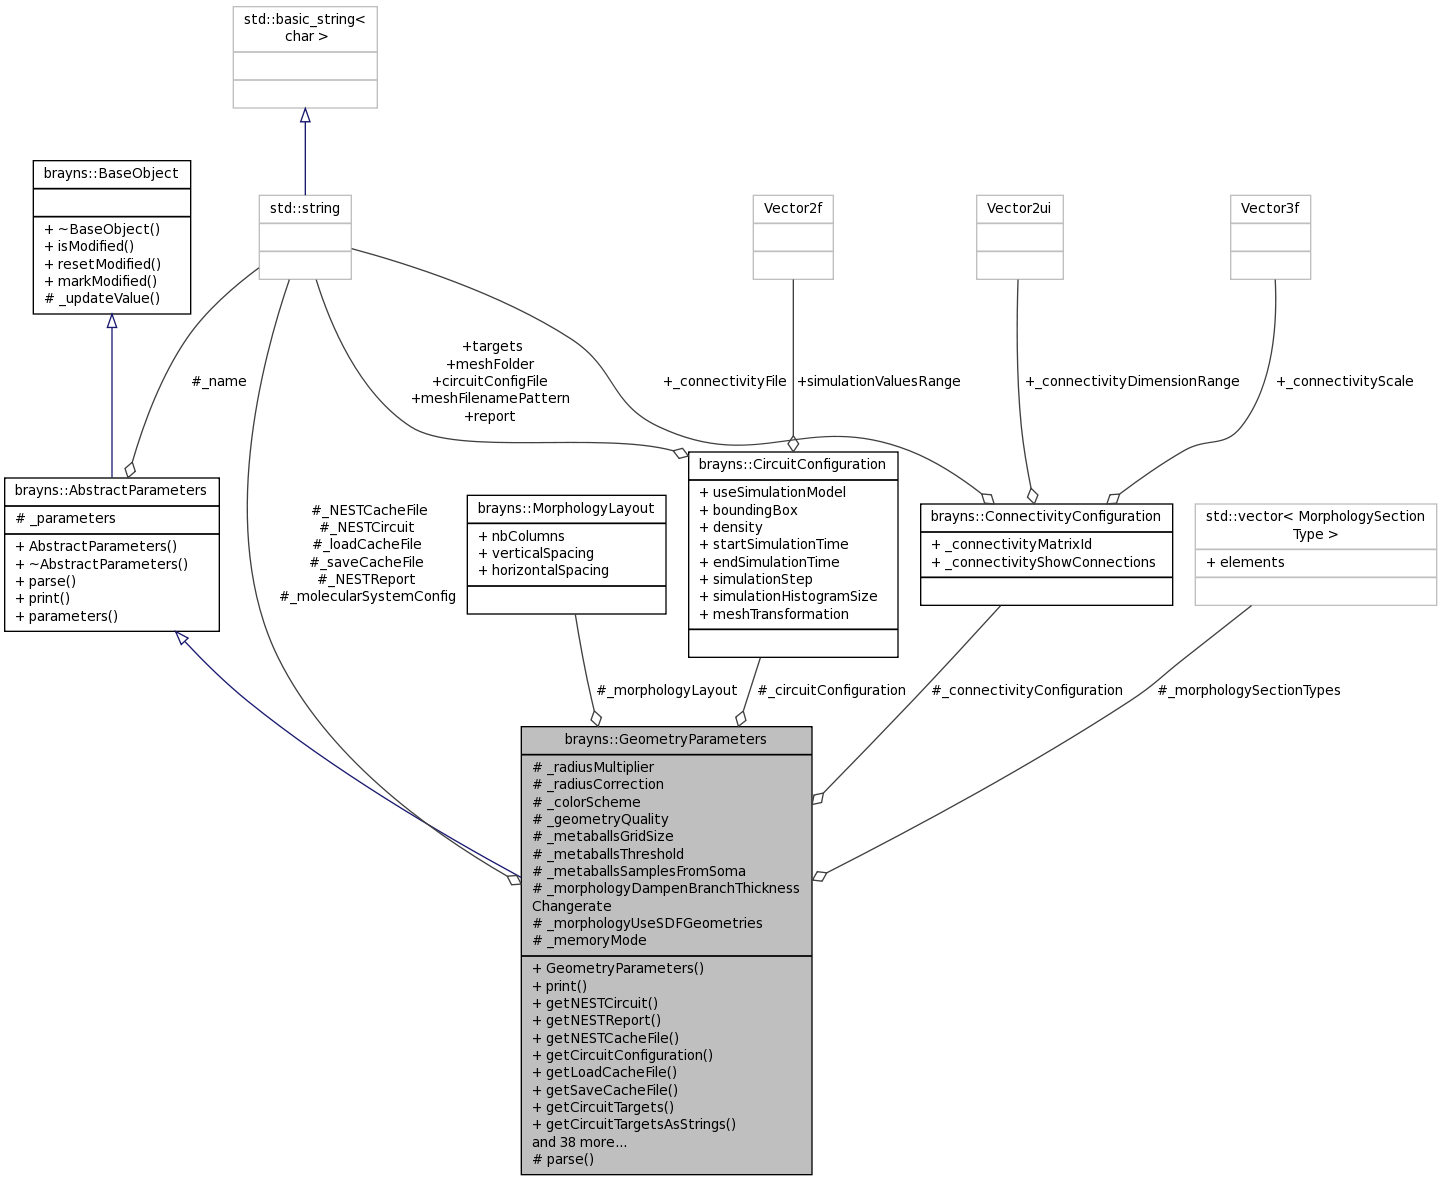 std::basic_string<
char >
brayns::BaseObject
+ ~BaseObject()
+ isModified()
+ resetModified()
+ markModified()
# _updateValue()
std::string
Vector2f
Vector2ui
Vector3f
#_name
+targets
+meshFolder
+circuitConfigFile
+meshFilenamePattern
+report
+_connectivityFile
+simulationValuesRange
+_connectivityDimensionRange
+_connectivityScale
brayns::AbstractParameters
# _parameters
+ AbstractParameters()
+ ~AbstractParameters()
+ parse()
+ print()
+ parameters()
#_NESTCacheFile
#_NESTCircuit
#_loadCacheFile
#_saveCacheFile
#_NESTReport
#_molecularSystemConfig
brayns::MorphologyLayout
+ nbColumns
+ verticalSpacing
+ horizontalSpacing
brayns::CircuitConfiguration
+ useSimulationModel
+ boundingBox
+ density
+ startSimulationTime
+ endSimulationTime
+ simulationStep
+ simulationHistogramSize
+ meshTransformation
brayns::ConnectivityConfiguration
+ _connectivityMatrixId
+ _connectivityShowConnections
std::vector< MorphologySection
Type >
+ elements
#_morphologyLayout
#_circuitConfiguration
#_connectivityConfiguration
#_morphologySectionTypes
brayns::GeometryParameters
# _radiusMultiplier
# _radiusCorrection
# _colorScheme
# _geometryQuality
# _metaballsGridSize
# _metaballsThreshold
# _metaballsSamplesFromSoma
# _morphologyDampenBranchThickness
Changerate
# _morphologyUseSDFGeometries
# _memoryMode
+ GeometryParameters()
+ print()
+ getNESTCircuit()
+ getNESTReport()
+ getNESTCacheFile()
+ getCircuitConfiguration()
+ getLoadCacheFile()
+ getSaveCacheFile()
+ getCircuitTargets()
+ getCircuitTargetsAsStrings()
and 38 more...
# parse()